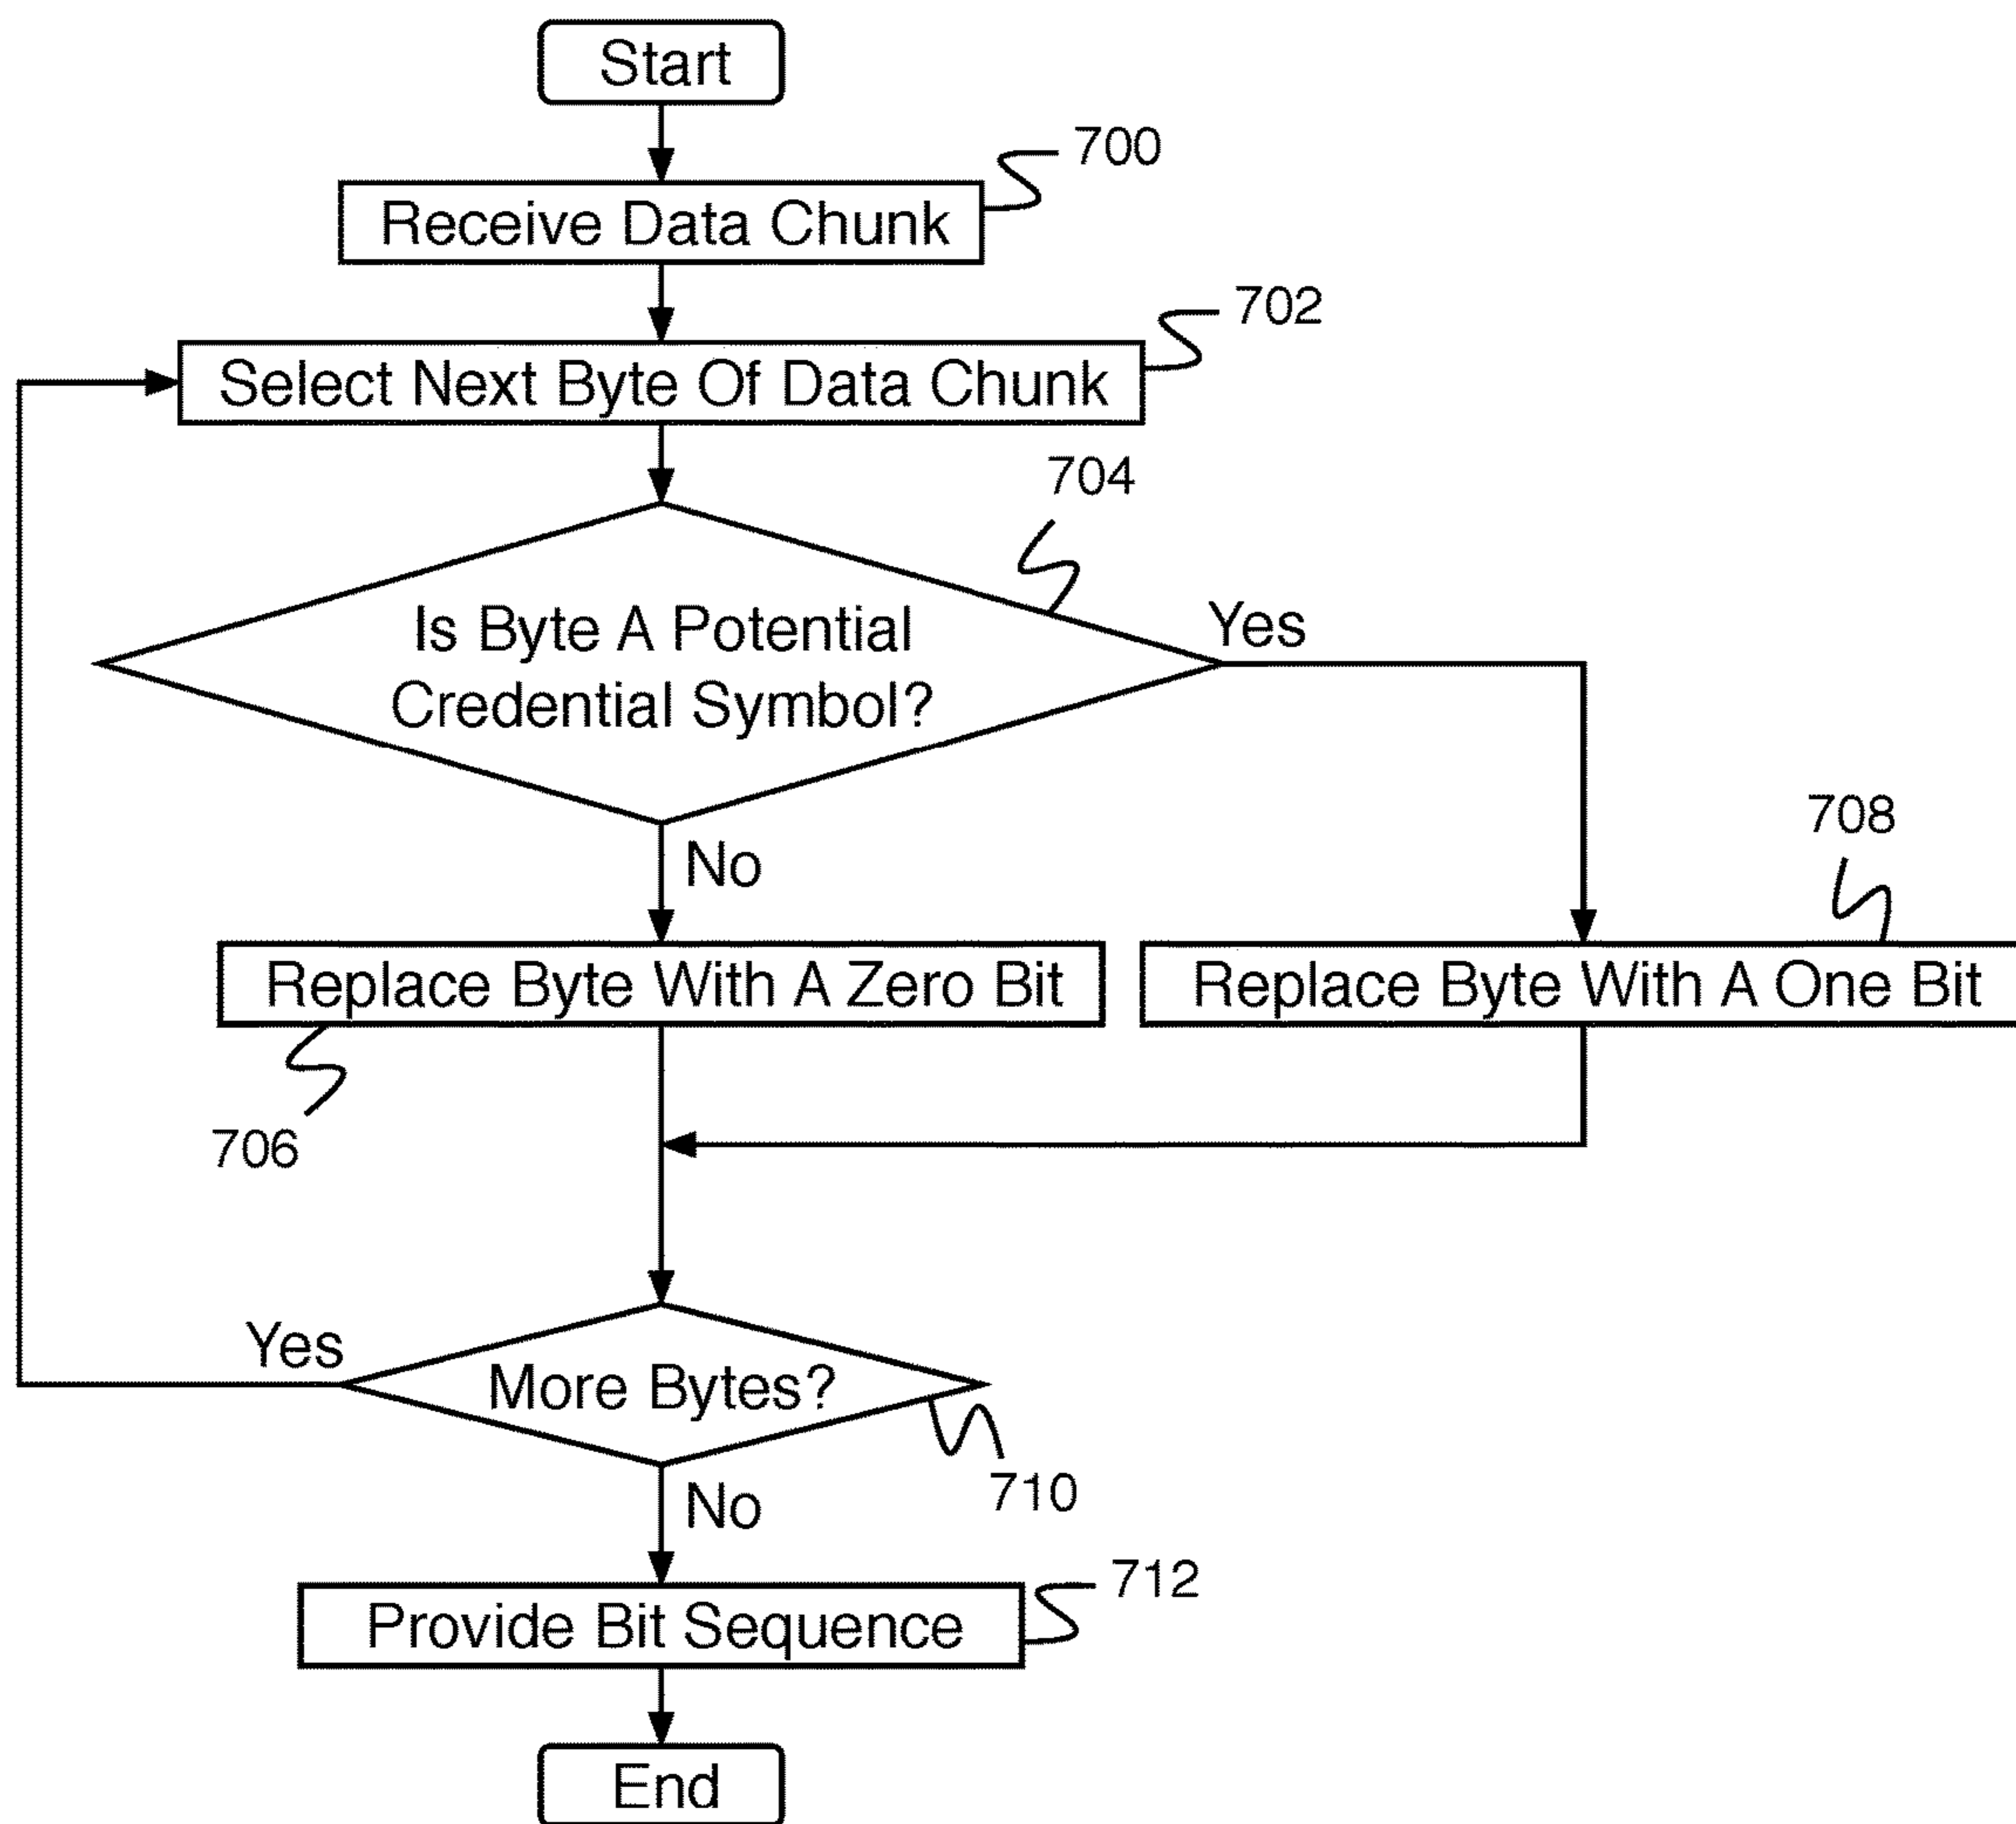 Start
700
Receive Data Chunk
702
Select Next Byte Of Data Chunk
704
Is Byte A Potential
Credential Symbol?
Yes
No
708
Replace Byte With A Zero Bit
Replace Byte With A One Bit
706
Yes
More Bytes?
710
No
712
Provide Bit Sequence
End